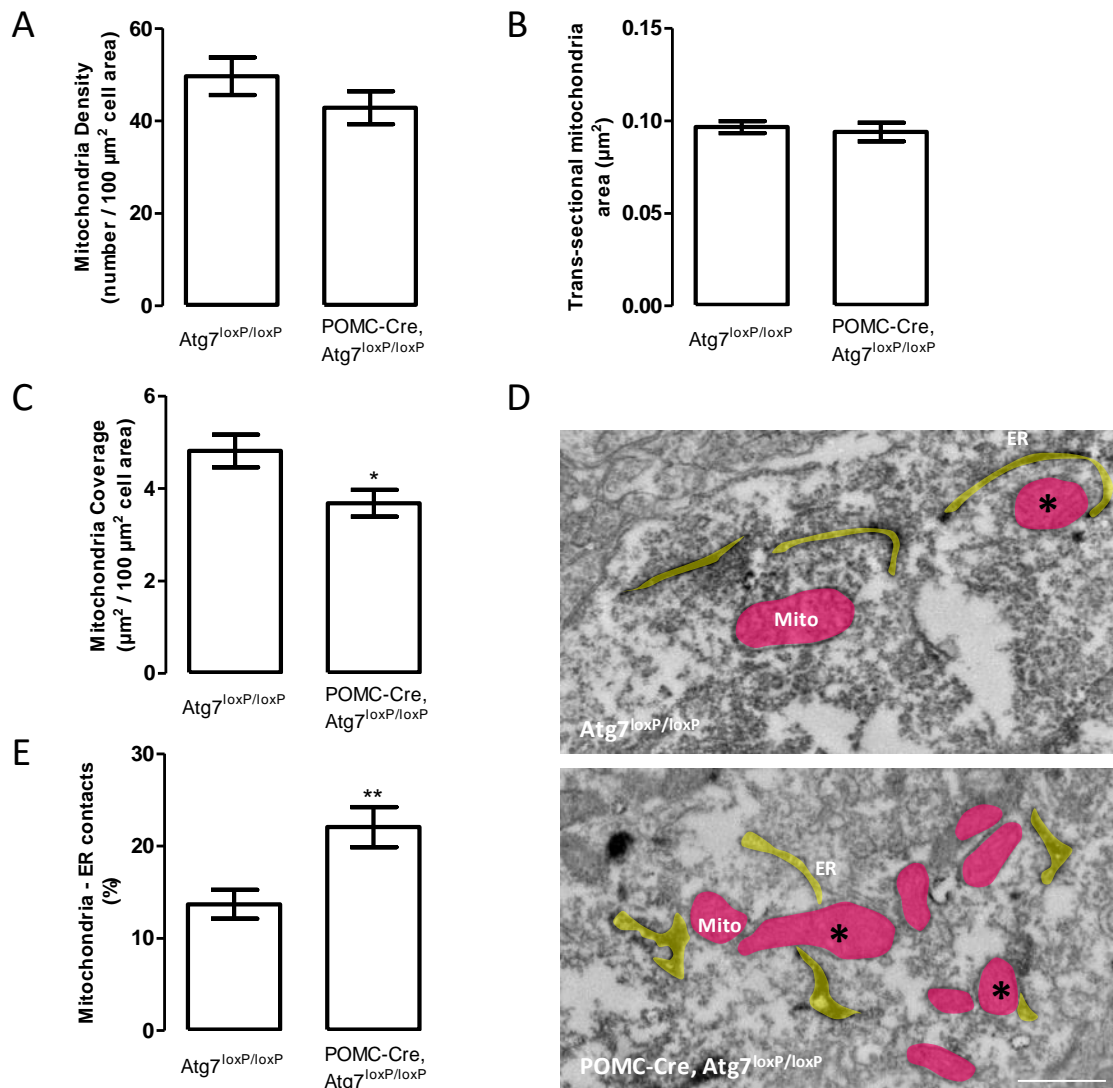 A
Mitochondria Density
(number / 100 µm² cell area)
60
40
20
0
Atg7loxP/loxP
POMC-Cre,
Atg7loxP/loxP
B
Trans-sectional mitochondria
area (µm²)
0.15
0.10
0.05
0.00
Atg7loxP/loxP
POMC-Cre,
Atg7loxP/loxP
C
Mitochondria Coverage
(µm² / 100 µm² cell area)
6
4
2
0
*
Atg7loxP/loxP
POMC-Cre,
Atg7loxP/loxP
D
ER
*
Mito
Atg7loxP/loxP
ER
Mito
*
*
POMC-Cre, Atg7loxP/loxP
E
Mitochondria - ER contacts
(%)
30
20
10
0
**
Atg7loxP/loxP
POMC-Cre,
Atg7loxP/loxP